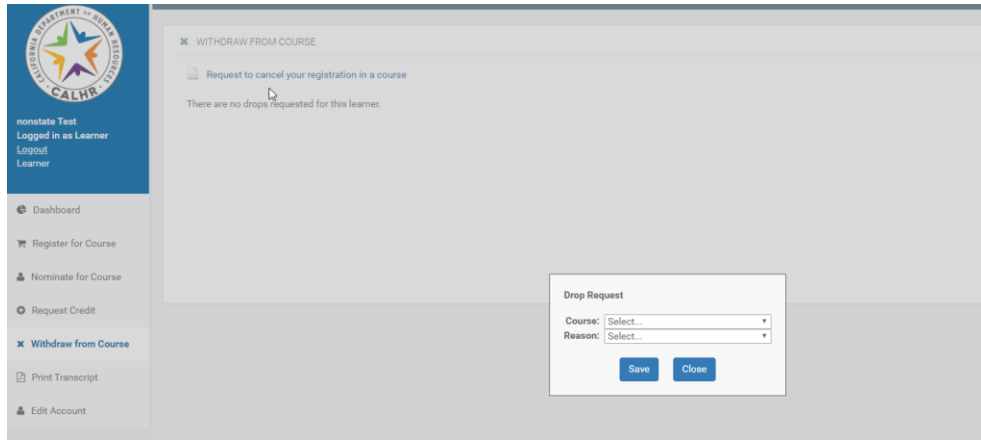 CALIFORNIA DEPARTMENT OF HUMAN RESOURCES
CALHR
nonstate Test
Logged in as Learner
Logout
Learner
Dashboard
Register for Course
Nominate for Course
Request Credit
Withdraw from Course
Print Transcript
Edit Account
WITHDRAW FROM COURSE
Request to cancel your registration in a course
There are no drops requested for this learner.
Drop Request
Course: Select...
Reason: Select...
Save Close